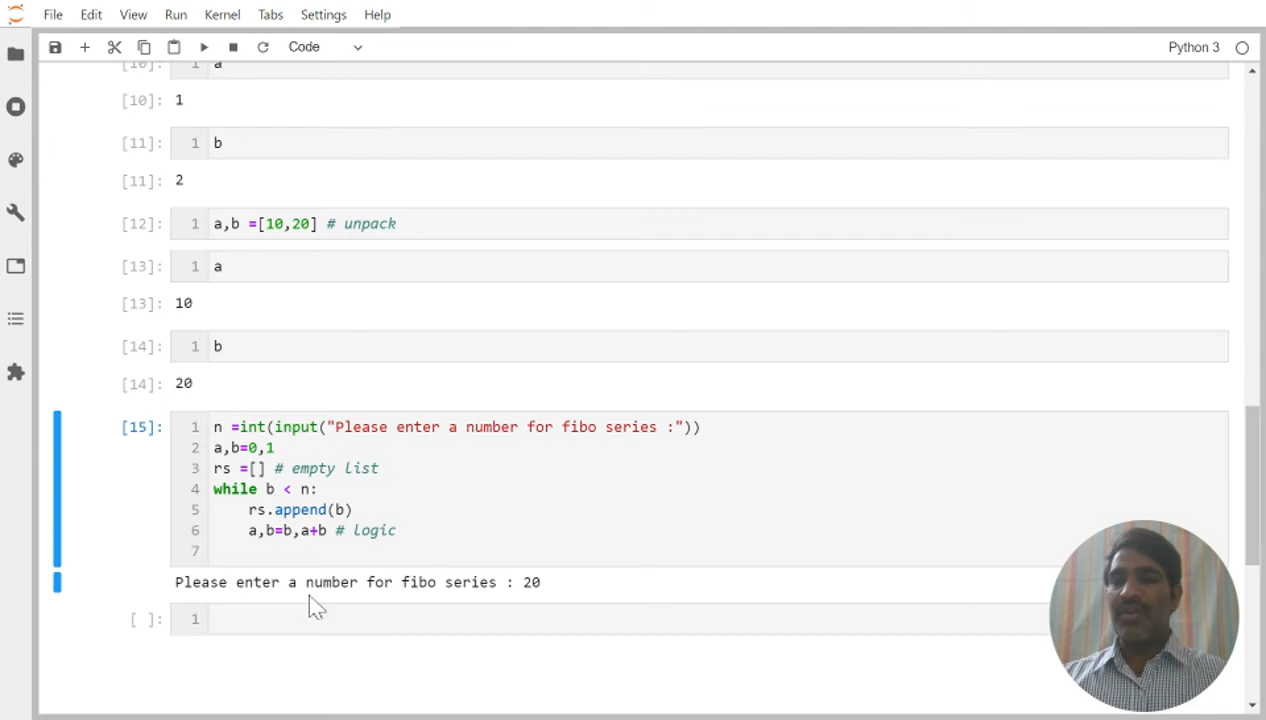 File Edit View Run Kernel Tabs Settings Help
Code
Python 3
[10]: 1 a
[10]: 1
[11]: 1 b
[11]: 2
[12]: 1 a,b =[10,20] # unpack
[13]: 1 a
[13]: 10
[14]: 1 b
[14]: 20
[15]: 1 n =int(input("Please enter a number for fibo series :"))
2 a,b=0,1
3 rs =[] # empty list
4 while b < n:
5 rs.append(b)
6 a,b=b,a+b # logic
7
Please enter a number for fibo series : 20
[ ]: 1